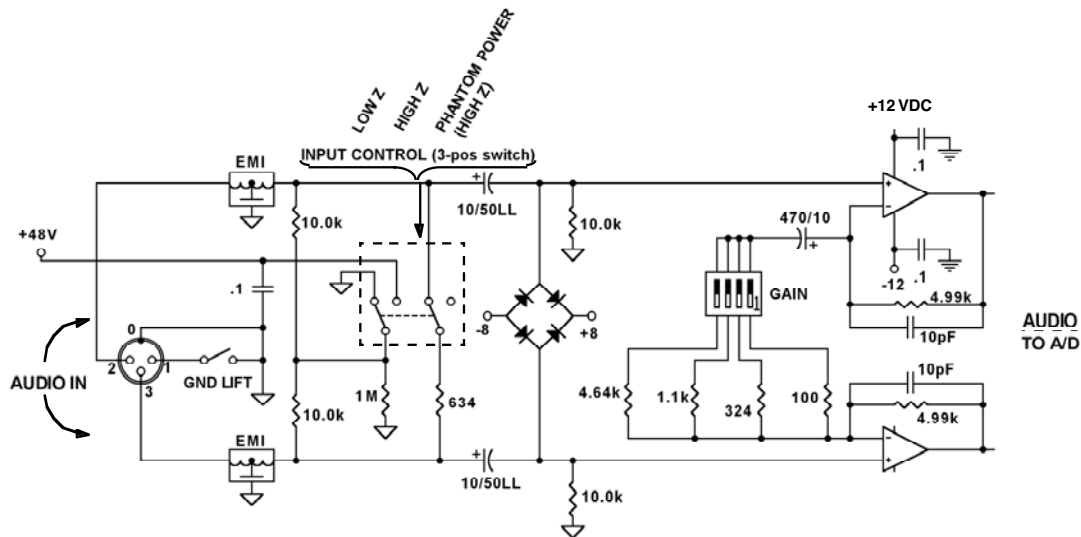 LOW Z
HIGH Z
PHANTOM POWER
(HIGH Z)
INPUT CONTROL (3-pos switch)
EMI
+12 VDC
.1
+
10/50LL
10.0k
10.0k
470/10
+
+
-
+48V
.1
-12
.1
GAIN
1
4.99k
10pF
-8
+8
0
2
1
3
GND LIFT
AUDIO IN
AUDIO
TO A/D
10.0k
1M
634
4.64k
1.1k
324
100
10pF
4.99k
EMI
+
10/50LL
-
+
10.0k